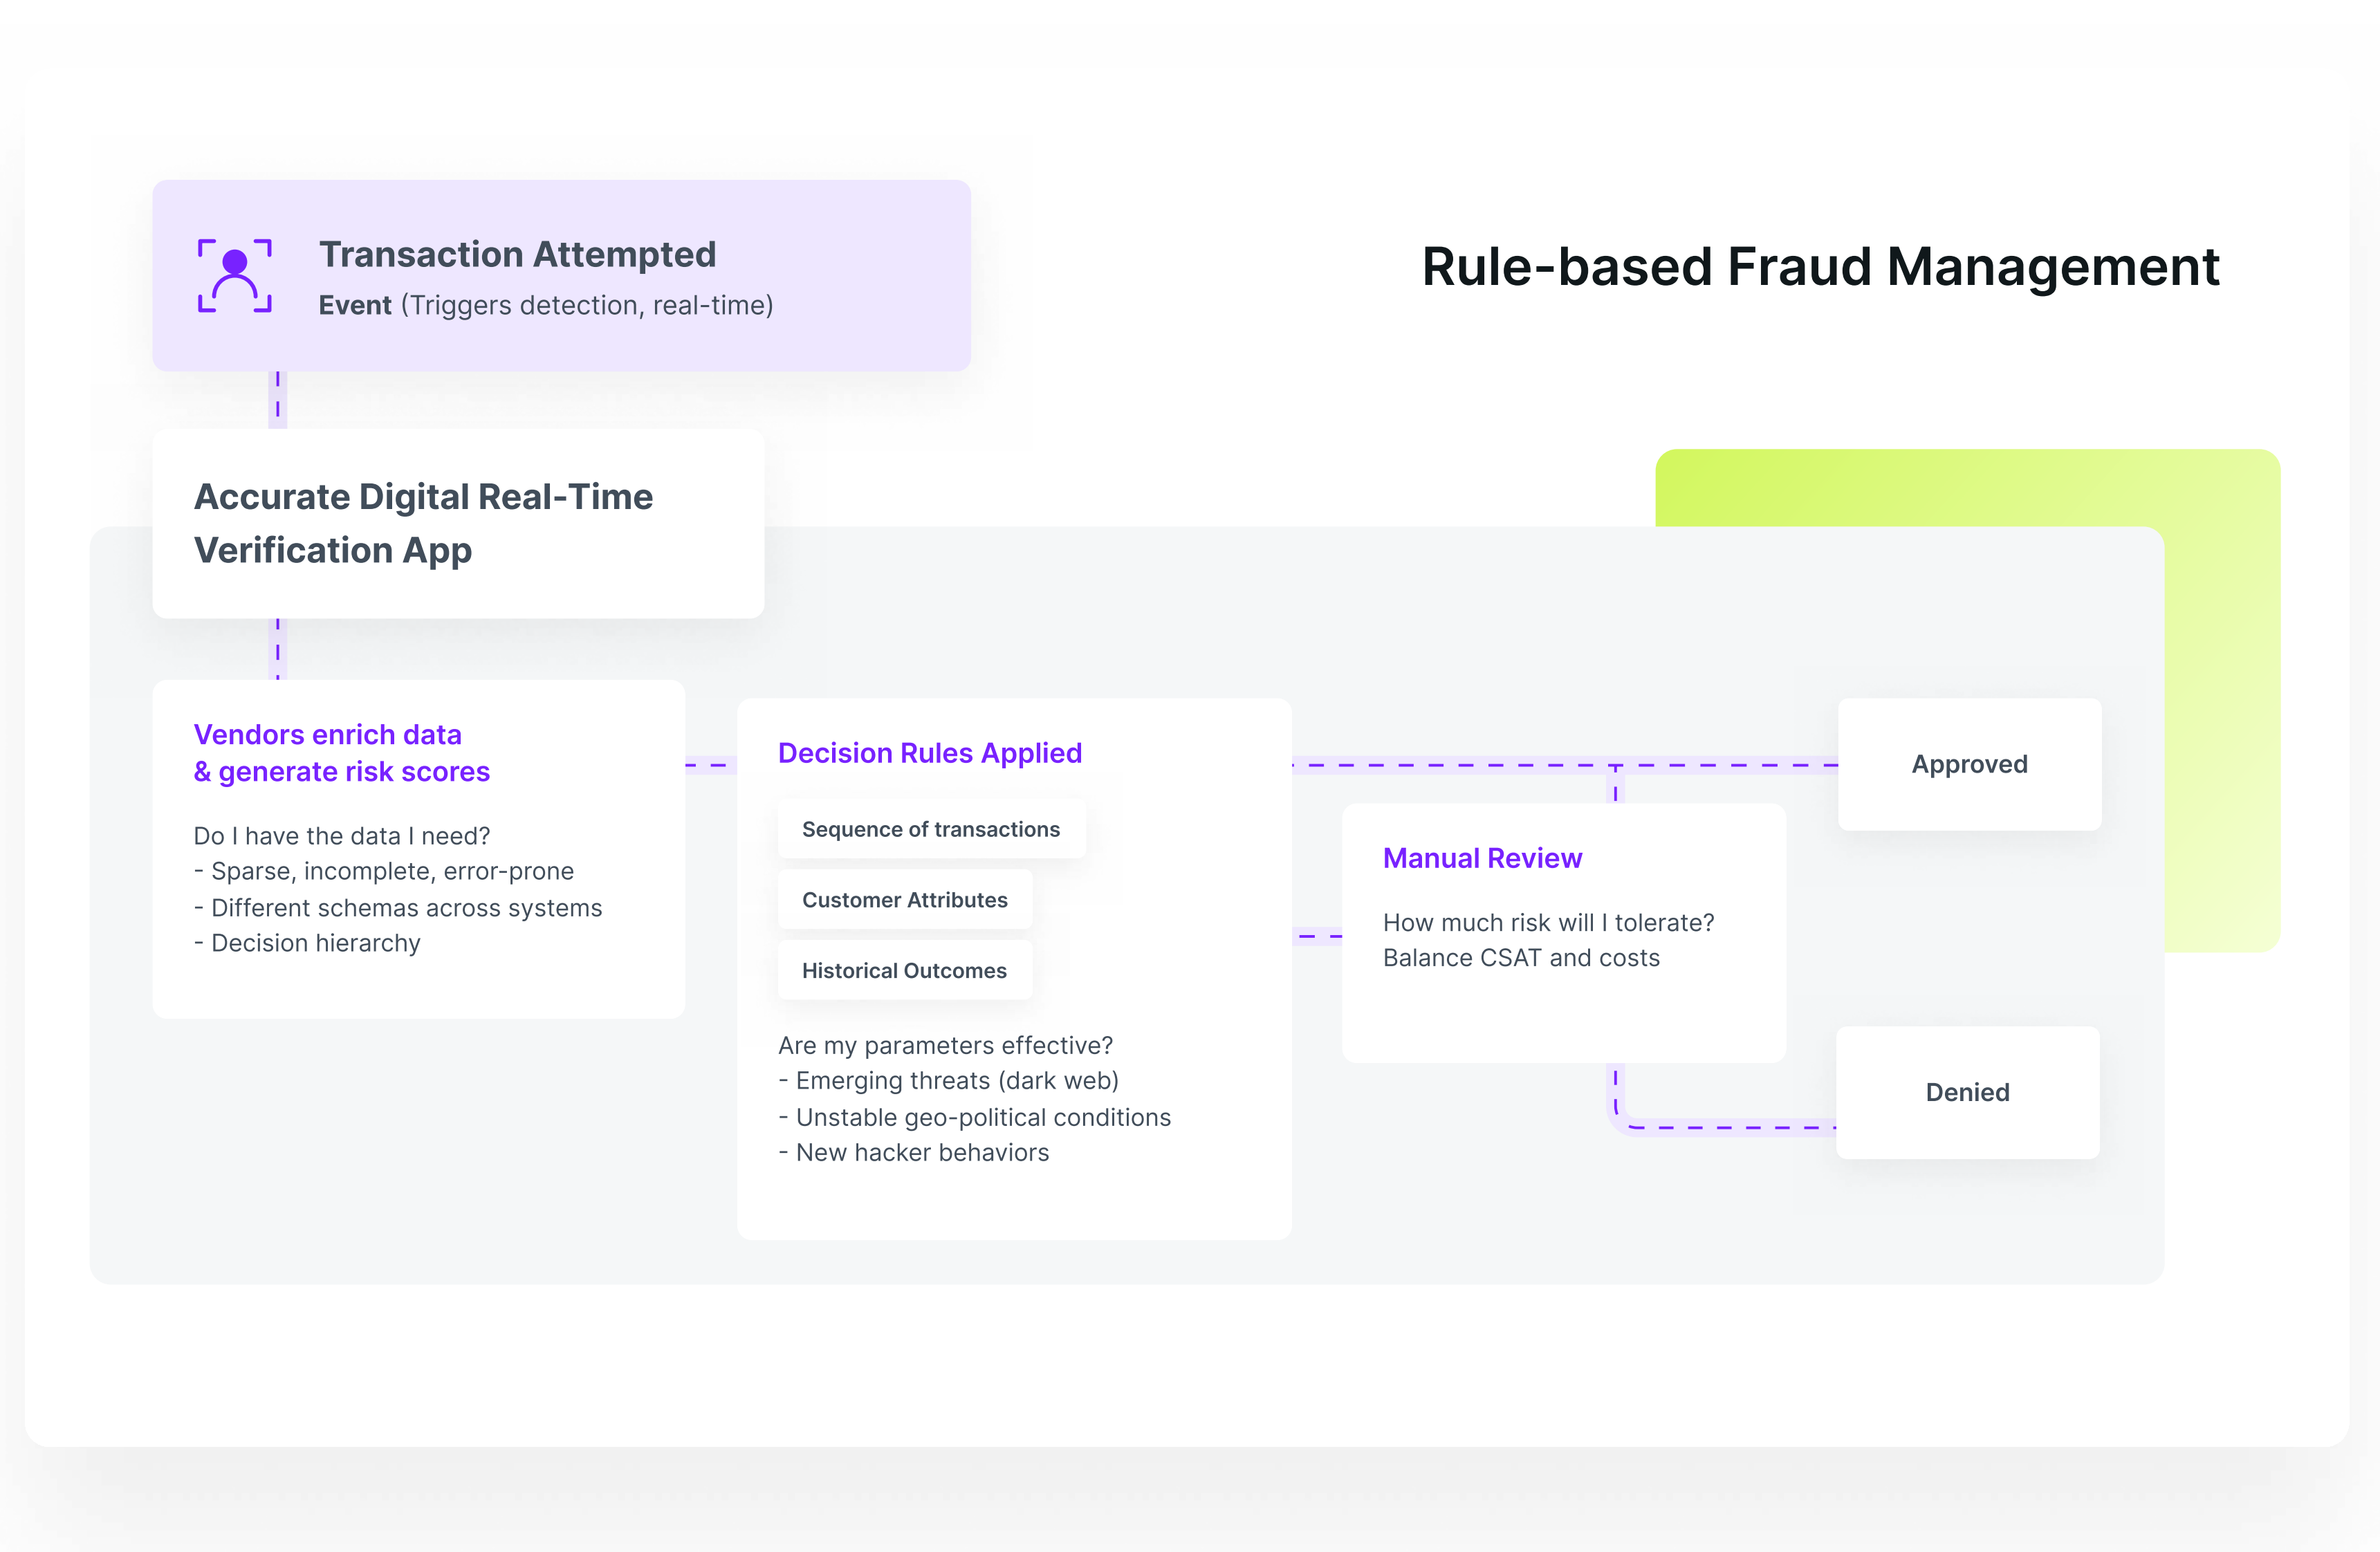 Transaction Attempted
Event (Triggers detection, real-time)
Rule-based Fraud Management
Accurate Digital Real-Time
Verification App
Vendors enrich data
& generate risk scores
Do I have the data I need?
- Sparse, incomplete, error-prone
- Different schemas across systems
- Decision hierarchy
Decision Rules Applied
Sequence of transactions
Customer Attributes
Historical Outcomes
Are my parameters effective?
- Emerging threats (dark web)
- Unstable geo-political conditions
- New hacker behaviors
Manual Review
How much risk will I tolerate?
Balance CSAT and costs
Approved
Denied